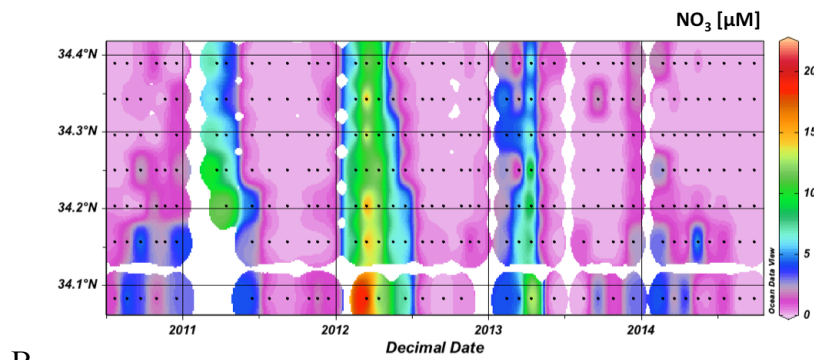 NO3 [µM]
34.4°N
34.3°N
34.2°N
34.1°N
20
15
10
5
0
Ocean Data View
2011 2012 2013 2014
Decimal Date